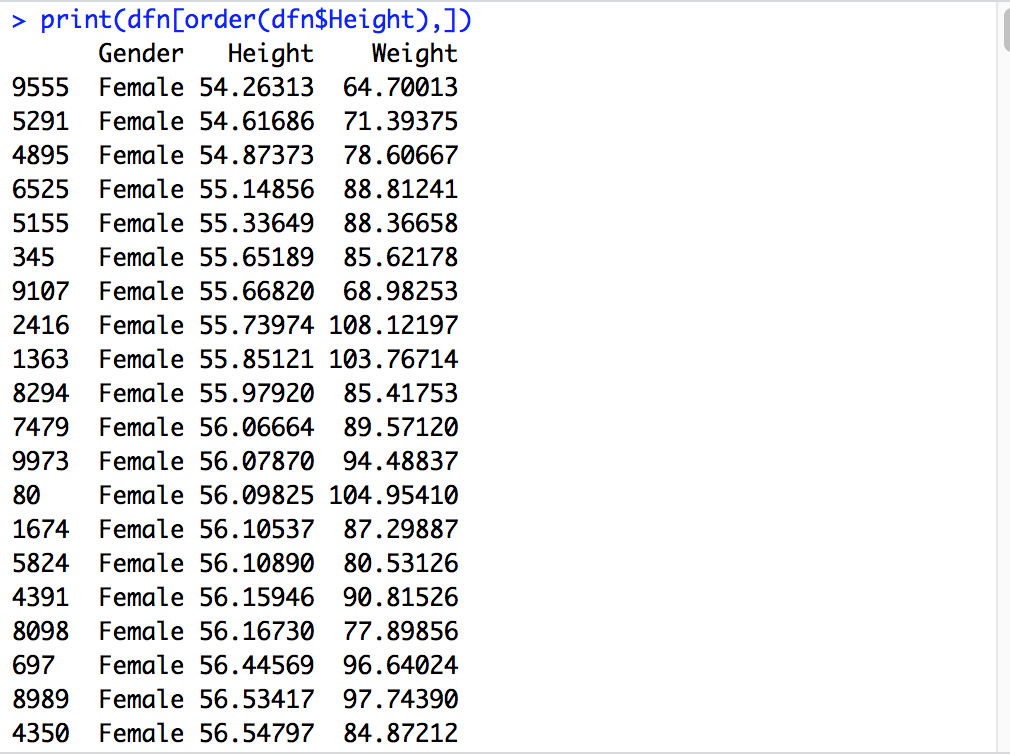 > print(dfn[order(dfn$Height),])
Gender Height Weight
9555 Female 54.26313 64.70013
5291 Female 54.61686 71.39375
4895 Female 54.87373 78.60667
6525 Female 55.14856 88.81241
5155 Female 55.33649 88.36658
345 Female 55.65189 85.62178
9107 Female 55.66820 68.98253
2416 Female 55.73974 108.12197
1363 Female 55.85121 103.76714
8294 Female 55.97920 85.41753
7479 Female 56.06664 89.57120
9973 Female 56.07870 94.48837
80 Female 56.09825 104.95410
1674 Female 56.10537 87.29887
5824 Female 56.10890 80.53126
4391 Female 56.15946 90.81526
8098 Female 56.16730 77.89856
697 Female 56.44569 96.64024
8989 Female 56.53417 97.74390
4350 Female 56.54797 84.87212